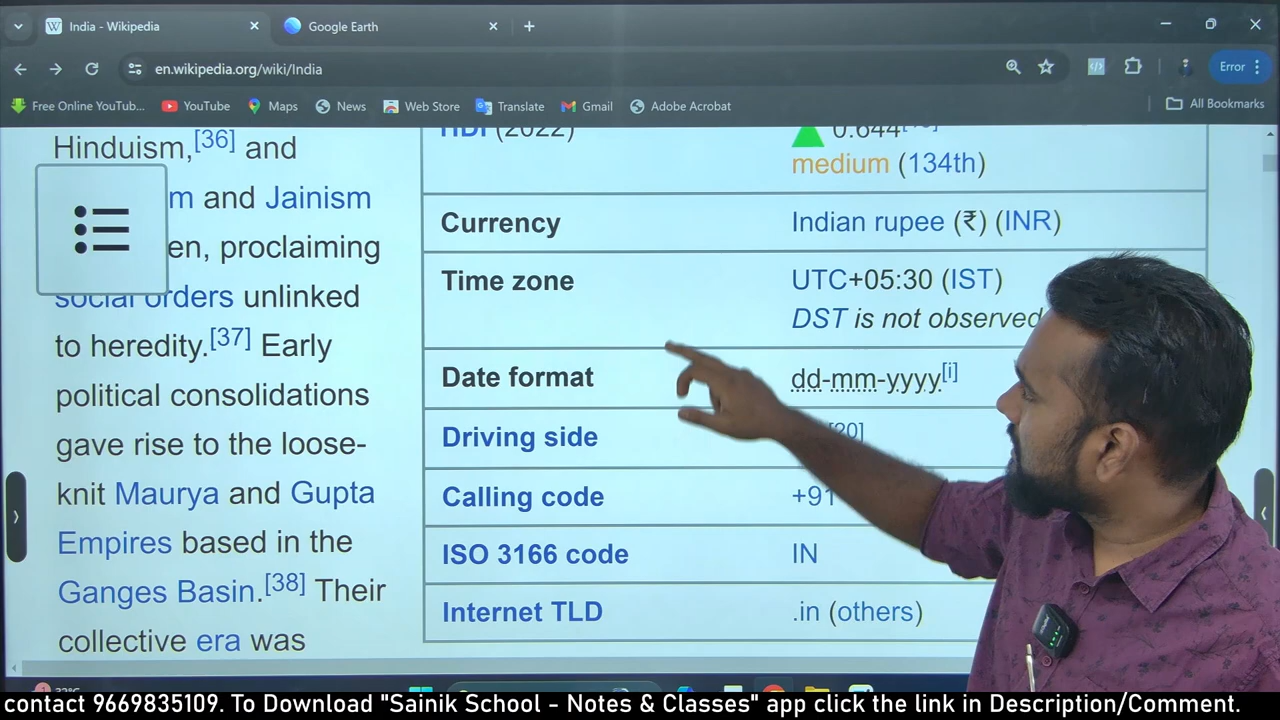 India - Wikipedia
Google Earth
en.wikipedia.org/wiki/India
Error
Free Online YouTub...
YouTube
Maps
News
Web Store
Translate
Gmail
Adobe Acrobat
All Bookmarks
Hinduism,[36] and
m and Jainism
en, proclaiming
social orders unlinked
to heredity.[37] Early
political consolidations
gave rise to the loose-
knit Maurya and Gupta
Empires based in the
Ganges Basin.[38] Their
collective era was
HDI (2022)
0.644
medium (134th)
Currency
Indian rupee (₹) (INR)
Time zone
UTC+05:30 (IST)
DST is not observed
Date format
dd-mm-yyyy[i]
Driving side
[20]
Calling code
+91
ISO 3166 code
IN
Internet TLD
.in (others)
contact 9669835109. To Download "Sainik School - Notes & Classes" app click the link in Description/Comment.